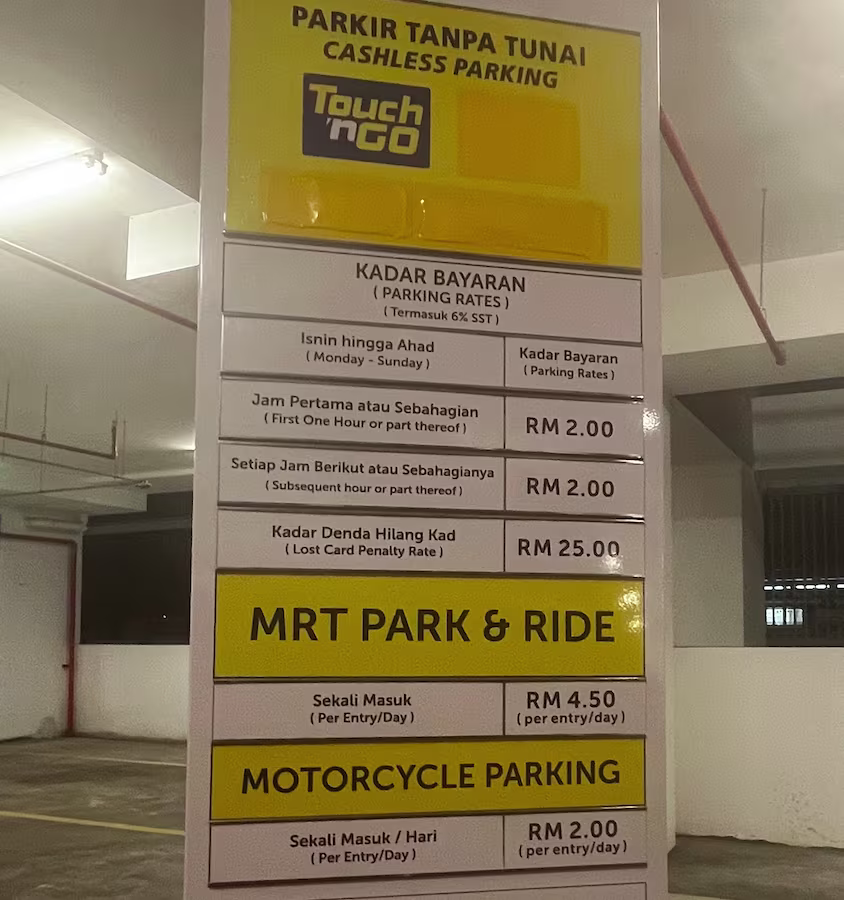 PARKIR TANPA TUNAI
CASHLESS PARKING
Touch
'nGO
KADAR BAYARAN
( PARKING RATES )
( Termasuk 6% SST )
Isnin hingga Ahad
( Monday - Sunday )
Kadar Bayaran
( Parking Rates )
Jam Pertama atau Sebahagian
( First One Hour or part thereof )
RM 2.00
Setiap Jam Berikut atau Sebahagianya
( Subsequent hour or part thereof )
RM 2.00
Kadar Denda Hilang Kad
( Lost Card Penalty Rate )
RM 25.00
MRT PARK & RIDE
Sekali Masuk
( Per Entry/Day )
RM 4.50
( per entry/day )
MOTORCYCLE PARKING
Sekali Masuk / Hari
( Per Entry/Day )
RM 2.00
( per entry/day )